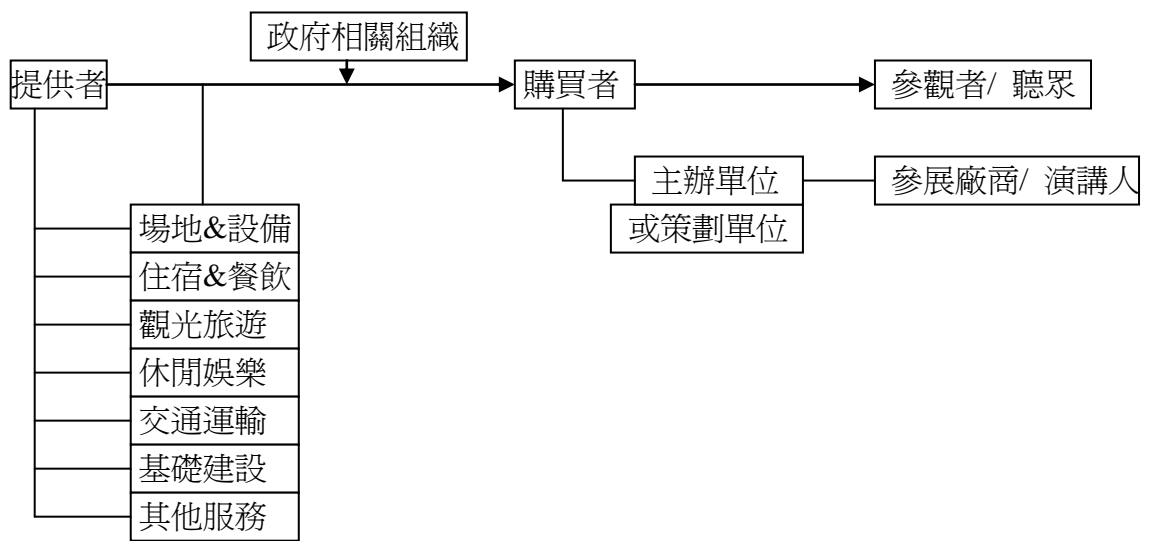 政府相關組織
提供者
購買者
參觀者/ 聽眾
主辦單位
或策劃單位
參展廠商/ 演講人
場地&設備
住宿&餐飲
觀光旅遊
休閒娛樂
交通運輸
基礎建設
其他服務